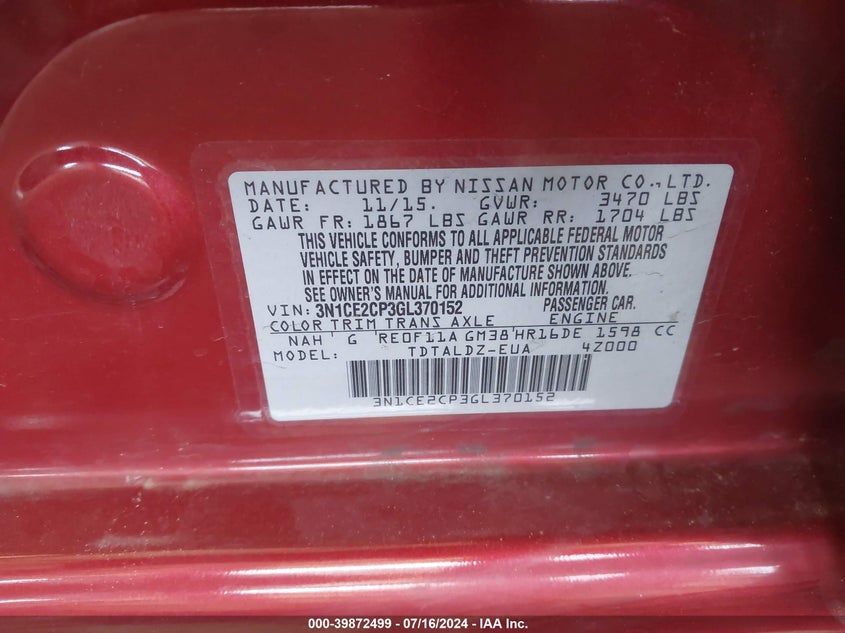 MANUFACTURED BY NISSAN MOTOR CO.,LTD.
DATE: 11/15. GVWR: 3470 LBS
GAWR FR: 1867 LBS GAWR RR: 1704 LBS
THIS VEHICLE CONFORMS TO ALL APPLICABLE FEDERAL MOTOR
VEHICLE SAFETY, BUMPER AND THEFT PREVENTION STANDARDS
IN EFFECT ON THE DATE OF MANUFACTURE SHOWN ABOVE.
SEE OWNER'S MANUAL FOR ADDITIONAL INFORMATION.
VIN: 3N1CE2CP3GL370152 PASSENGER CAR.
COLOR TRIM TRANS AXLE ENGINE
NAH G RE0F11A GM38 HR16DE 1598 CC
MODEL: TDTALDZ-EUA 4Z000
3N1CE2CP3GL370152
000-39872499 - 07/16/2024 - IAA Inc.